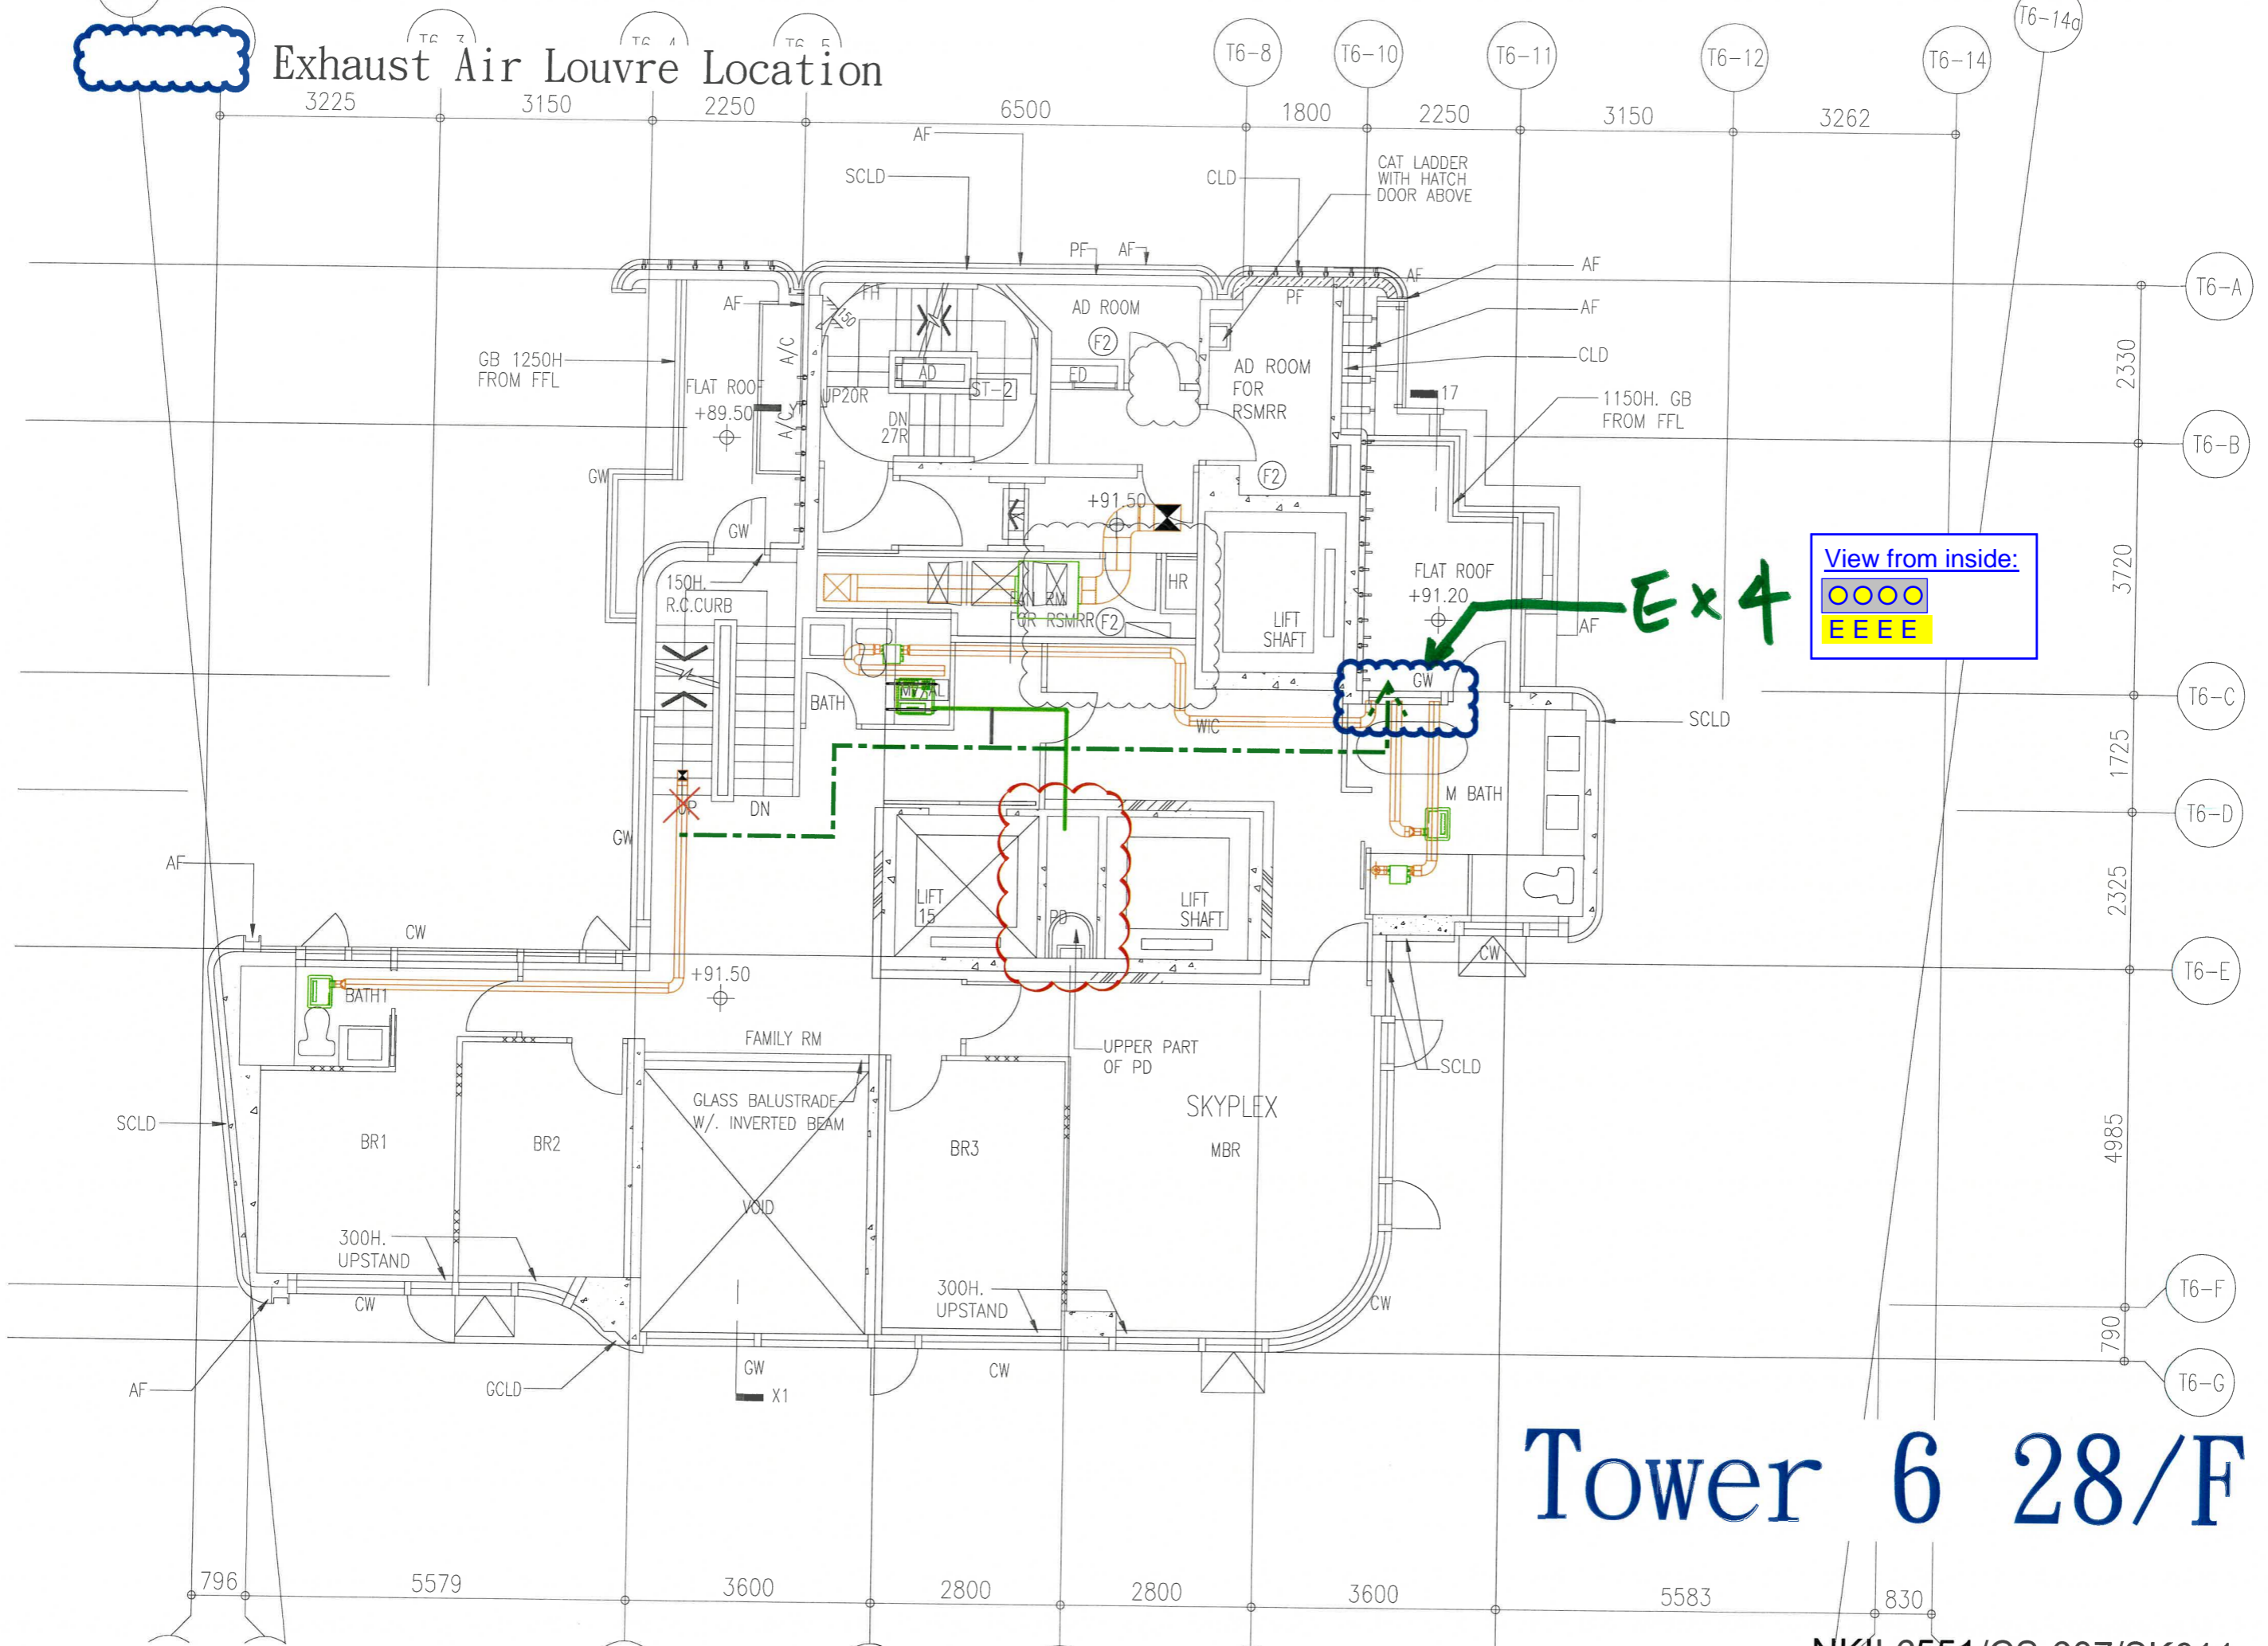 T6-8
T6-10
T6-11
T6-12
T6-14
T6-14a
Exhaust Air Louvre Location
3225
3150
2250
6500
1800
2250
3150
3262
AF
SCLD
CLD
CAT LADDER
WITH HATCH
DOOR ABOVE
PF
AF
AF
AF
T6-A
AF
FH
150
AD ROOM
F2
PF
AF
CLD
2330
GB 1250H
FROM FFL
FLAT ROOF
+89.50
A/C
A/C
UP20R
AD
ST-2
DN
27R
AD ROOM
FOR
RSMRR
17
1150H. GB
FROM FFL
T6-B
GW
F2
+91.50
GW
150H.
R.C.CURB
FAN RM
FOR RSMRR
F2
HR
LIFT
SHAFT
FLAT ROOF
+91.20
AF
Ex4
View from inside:
E E E E
3720
GW
T6-C
BATH
WIC
SCLD
1725
DN
M BATH
T6-D
GW
AF
LIFT
15
PD
LIFT
SHAFT
2325
CW
CW
T6-E
BATH1
+91.50
FAMILY RM
UPPER PART
OF PD
SCLD
SCLD
GLASS BALUSTRADE
W/. INVERTED BEAM
SKYPLEX
BR1
BR2
BR3
MBR
4985
VOID
300H.
UPSTAND
300H.
UPSTAND
CW
CW
T6-F
790
AF
GCLD
GW
X1
CW
T6-G
Tower 6 28/F
796
5579
3600
2800
2800
3600
5583
830